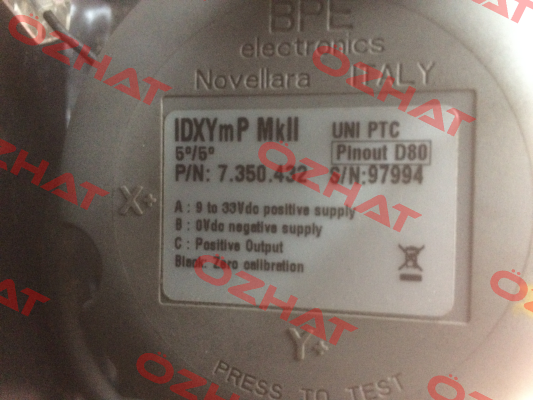 BPE
electronics
Novellara ITALY
IDXYmP MkII UNI PTC
5°/5° Pinout D80
P/N: 7.350.432 S/N:97994
A : 9 to 33Vdc positive supply
B : 0Vdc negative supply
C : Positive Output
Black: Zero calibration
X+
Y+
PRESS TO TEST
OZHAT
OZHAT
OZHAT
OZHAT
OZHAT
OZHAT
OZHAT
OZHAT
OZHAT